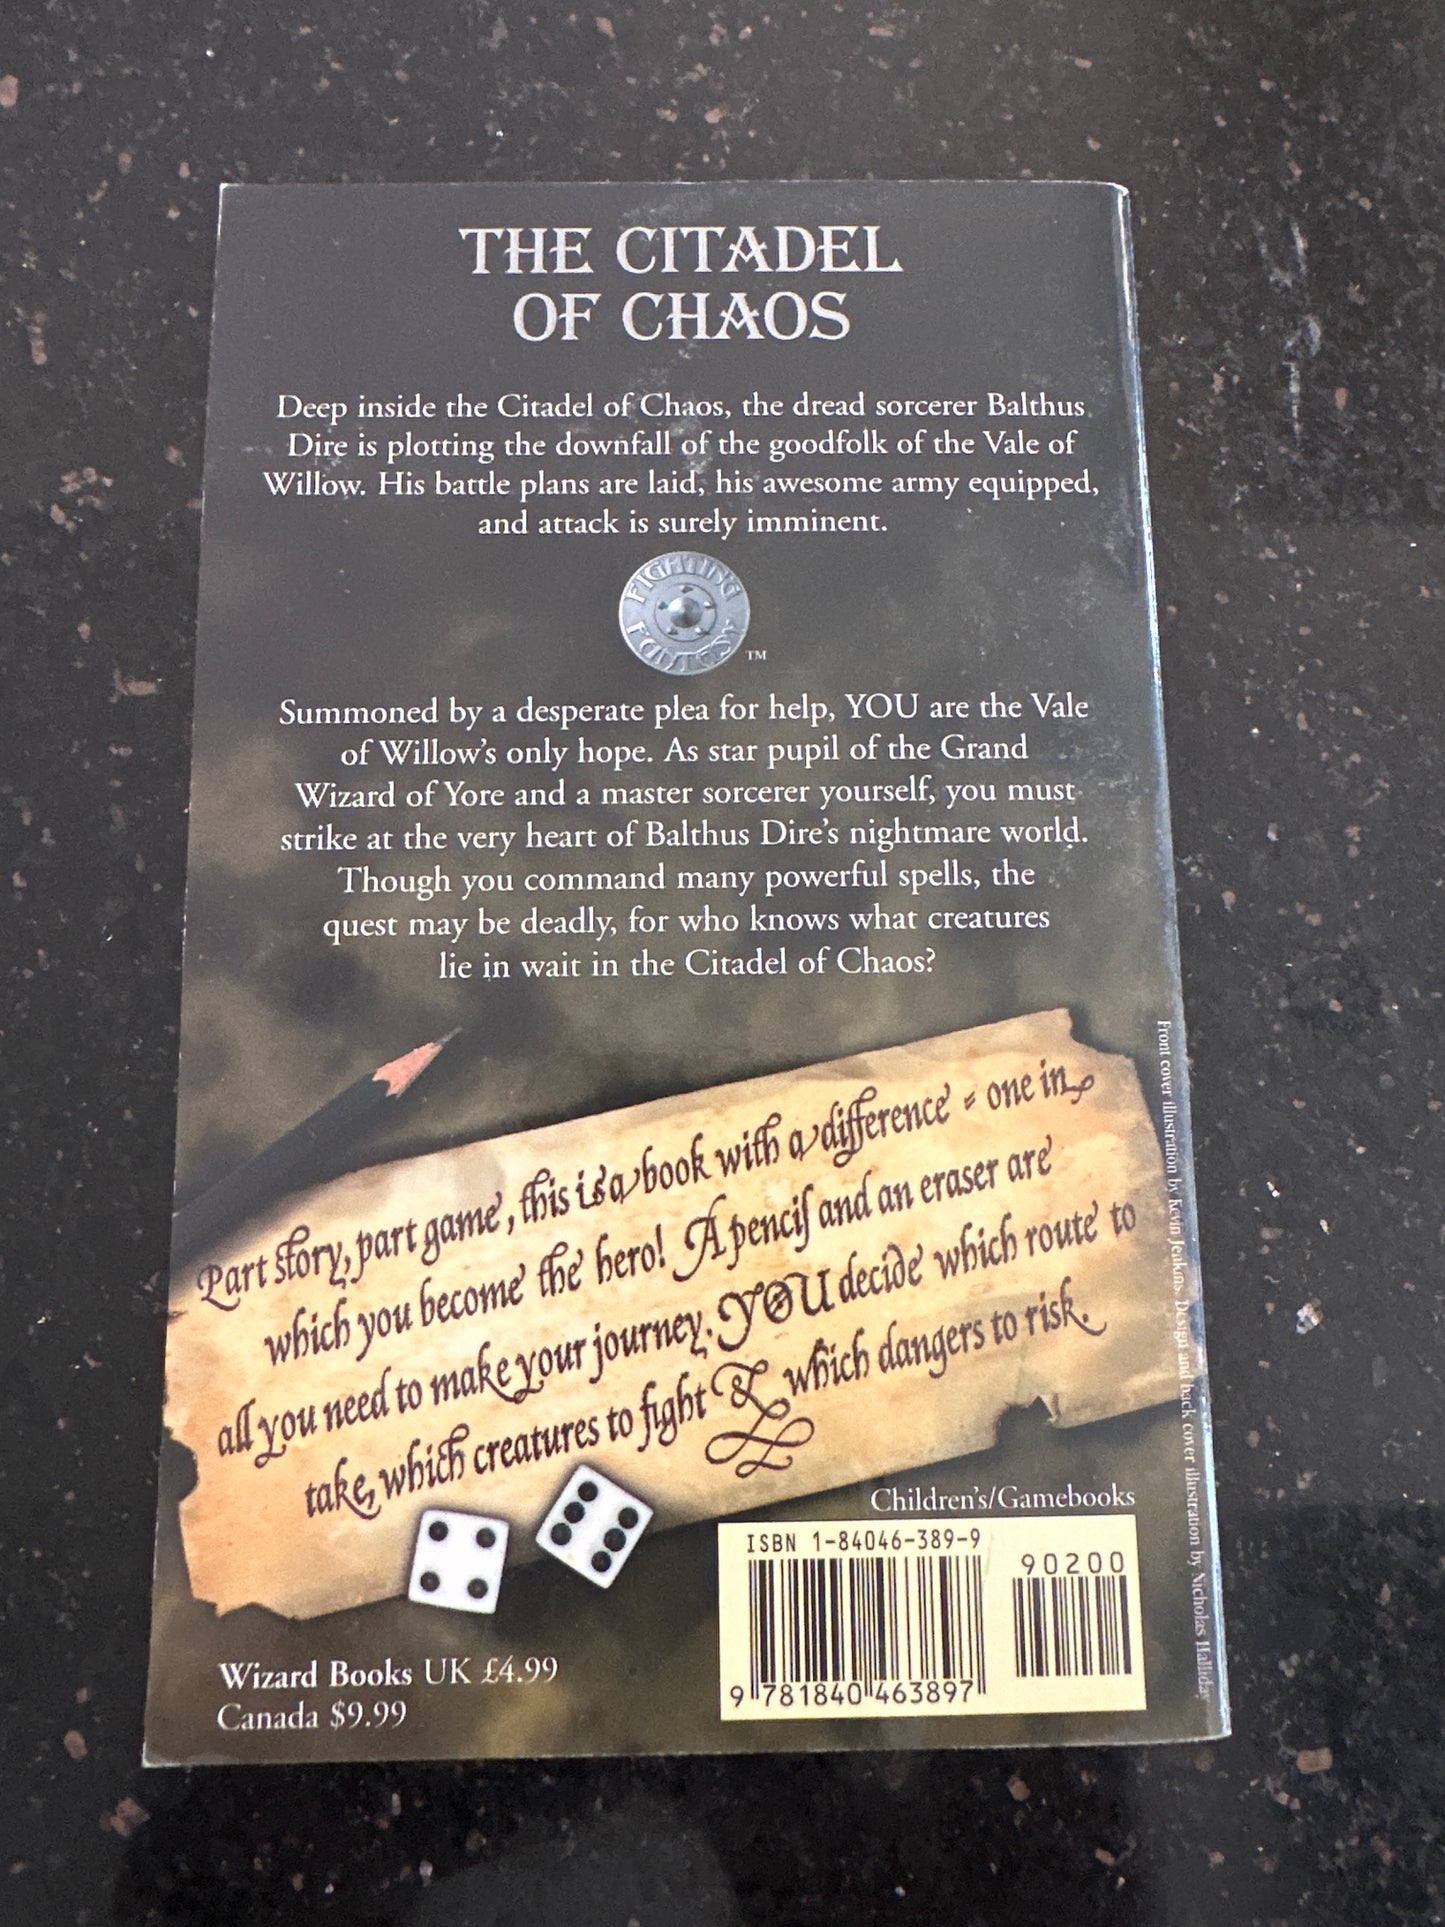 THE CITADEL
OF CHAOS
Deep inside the Citadel of Chaos, the dread sorcerer Balthus
Dire is plotting the downfall of the goodfolk of the Vale of
Willow. His battle plans are laid, his awesome army equipped,
and attack is surely imminent.
FIGHTING
FANTASY
TM
Summoned by a desperate plea for help, YOU are the Vale
of Willow's only hope. As star pupil of the Grand
Wizard of Yore and a master sorcerer yourself, you must
strike at the very heart of Balthus Dire's nightmare world.
Though you command many powerful spells, the
quest may be deadly, for who knows what creatures
lie in wait in the Citadel of Chaos?
Part story, part game, this is a book with a difference - one in
which you become the hero! A pencil and an eraser are
all you need to make your journey. YOU decide which route to
take, which creatures to fight & which dangers to risk.
Children's/Gamebooks
ISBN 1-84046-389-9
90200
9 781840 463897
Wizard Books UK £4.99
Canada $9.99
Front cover illustration by Kevin Jenkins. Design and back cover illustration by Nicholas Halliday